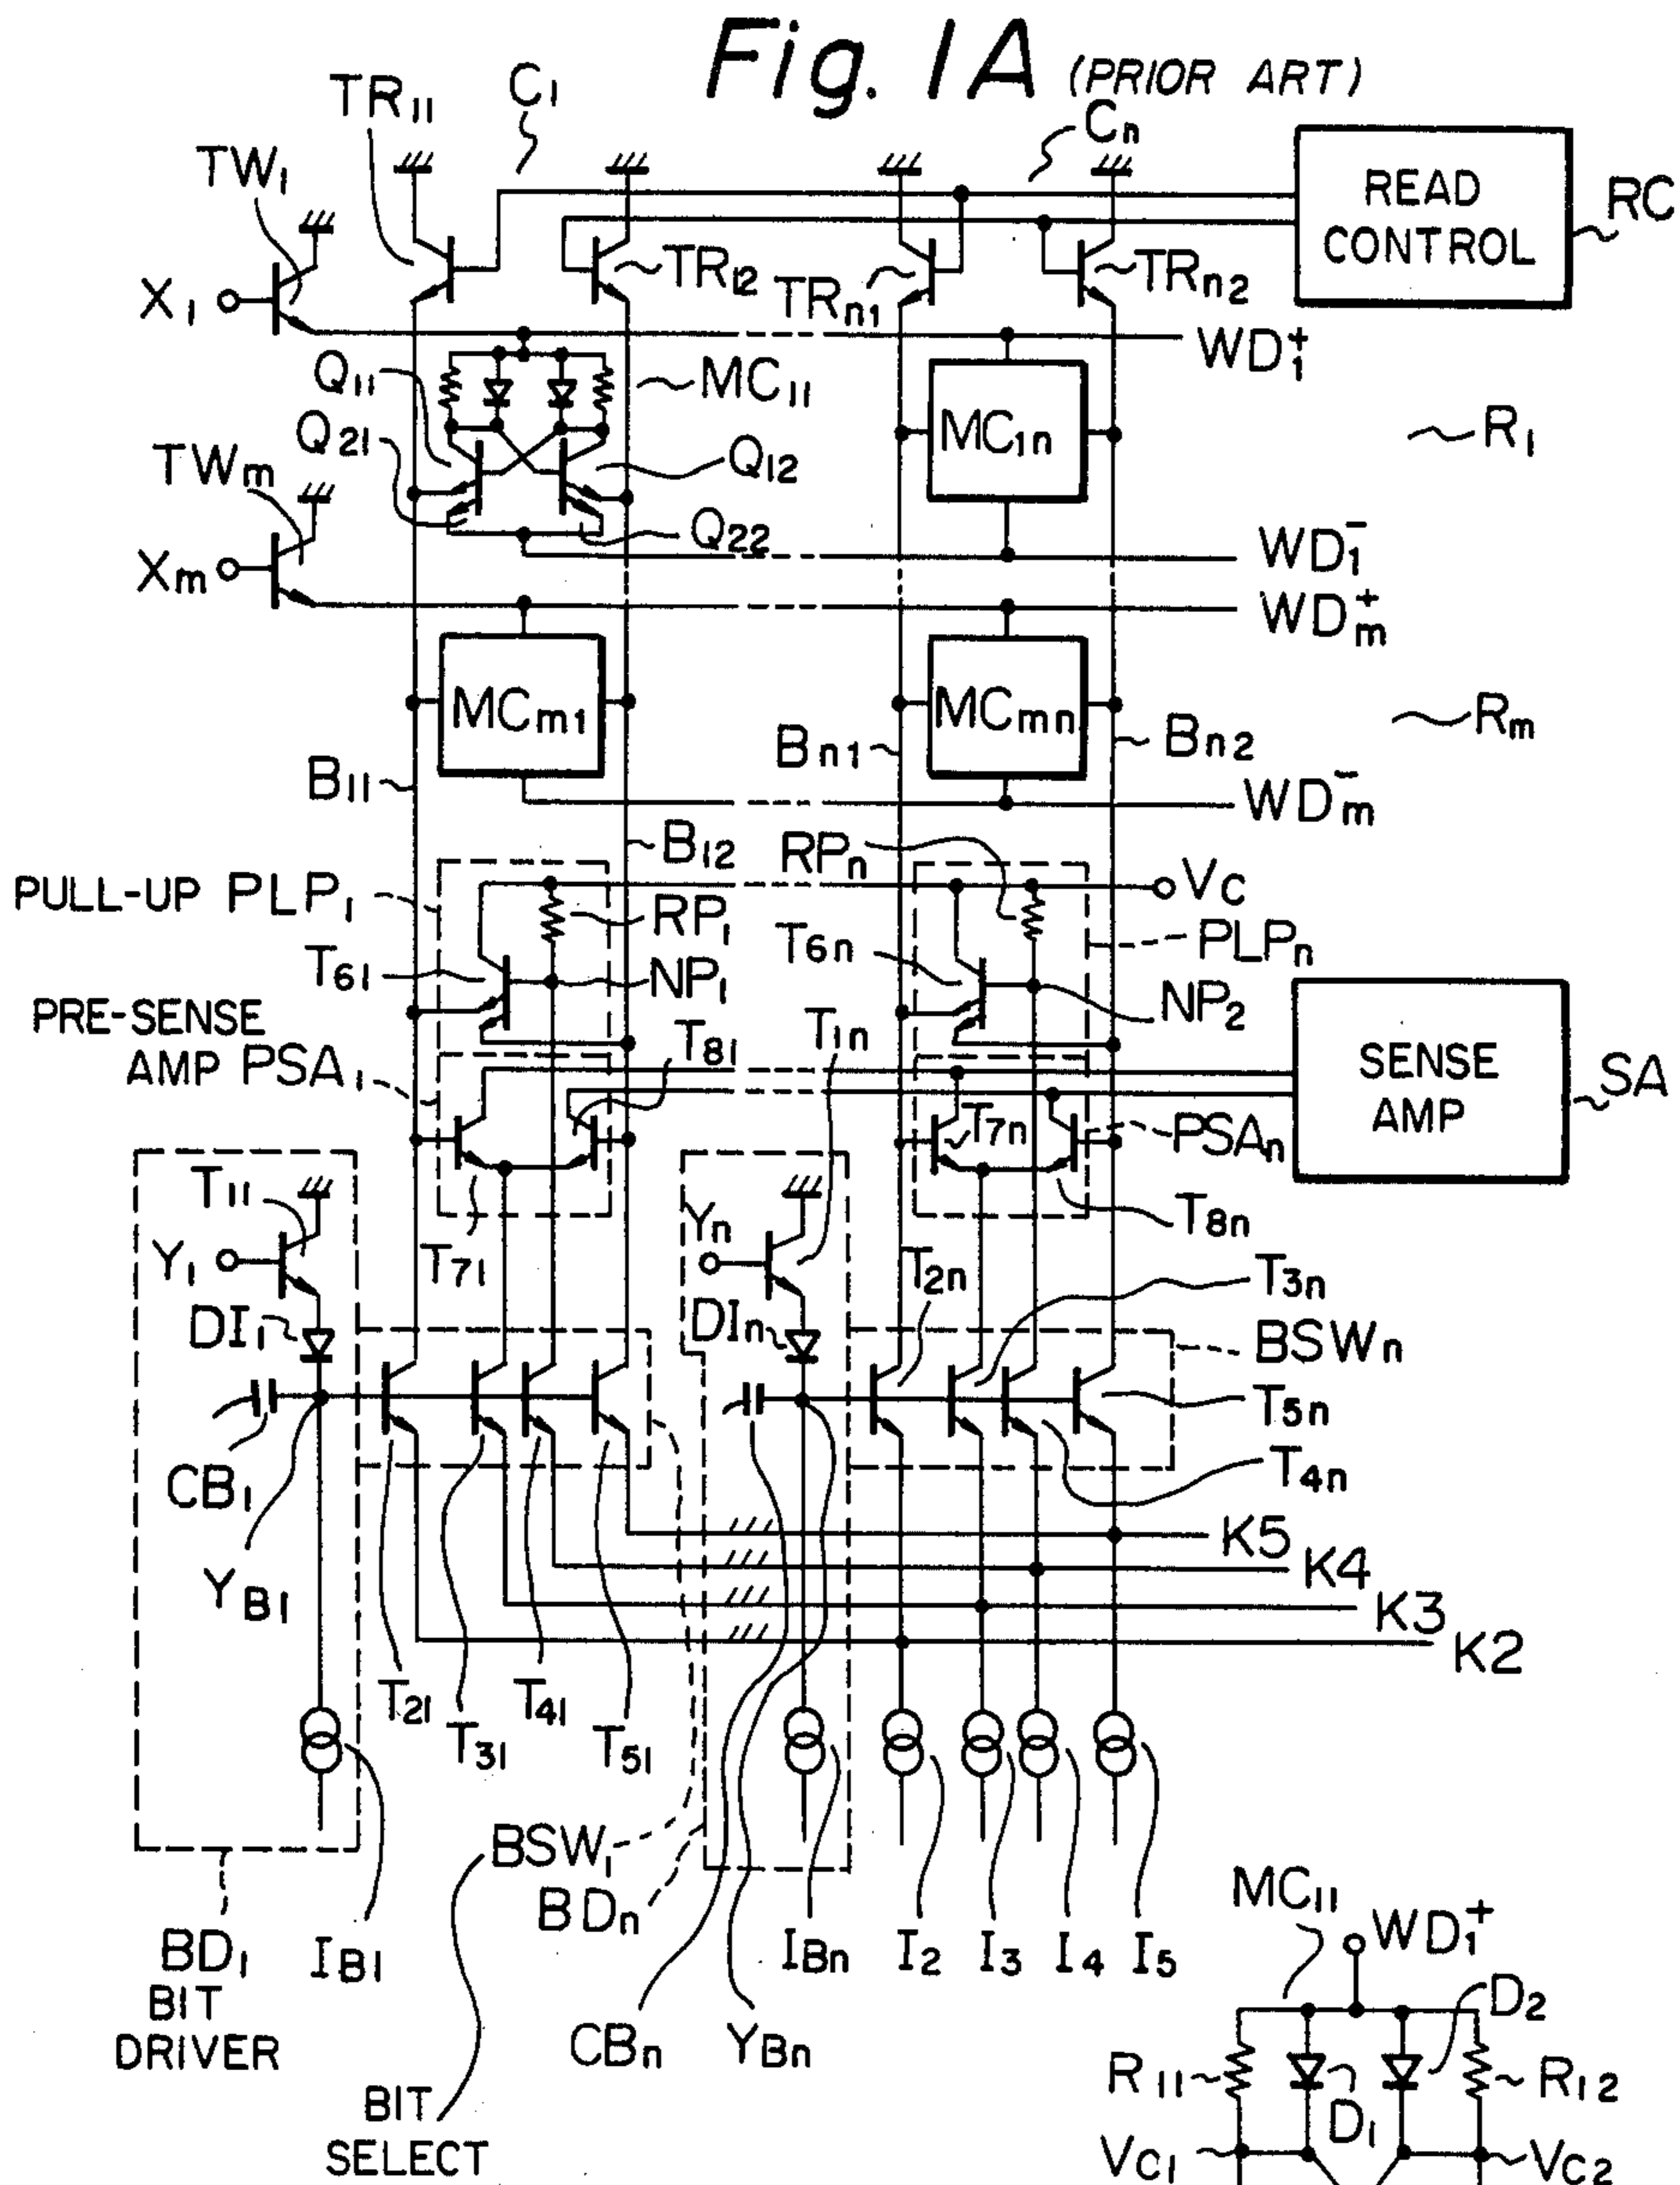 Fig. 1A (PRIOR ART)
TR11
C1
Cn
TW1
READ
CONTROL
RC
X1
TR12
TRn1
TRn2
WD1+
Q11
MC11
Q21
MC1n
R1
TWm
Q12
Q22
WD1-
Xm
WDm+
MCm1
MCmn
Rm
Bn1
Bn2
B11
WDm-
B12
RPn
VC
PULL-UP PLP1
RP1
PLPn
T61
T6n
NP1
NP2
PRE-SENSE
AMP PSA1
T81
T1n
SENSE
AMP
SA
T7n
PSAn
T11
Yn
T8n
Y1
T71
T2n
T3n
DI1
DIn
BSWn
T5n
CB1
T4n
K5
YB1
K4
K3
K2
T21
T31
T41
T51
BSW1
BDn
MC11
WD1+
BD1
IB1
IBn
I2
I3
I4
I5
BIT
DRIVER
D2
CBn
YBn
R11
R12
D1
BIT
SELECT
VC1
VC2